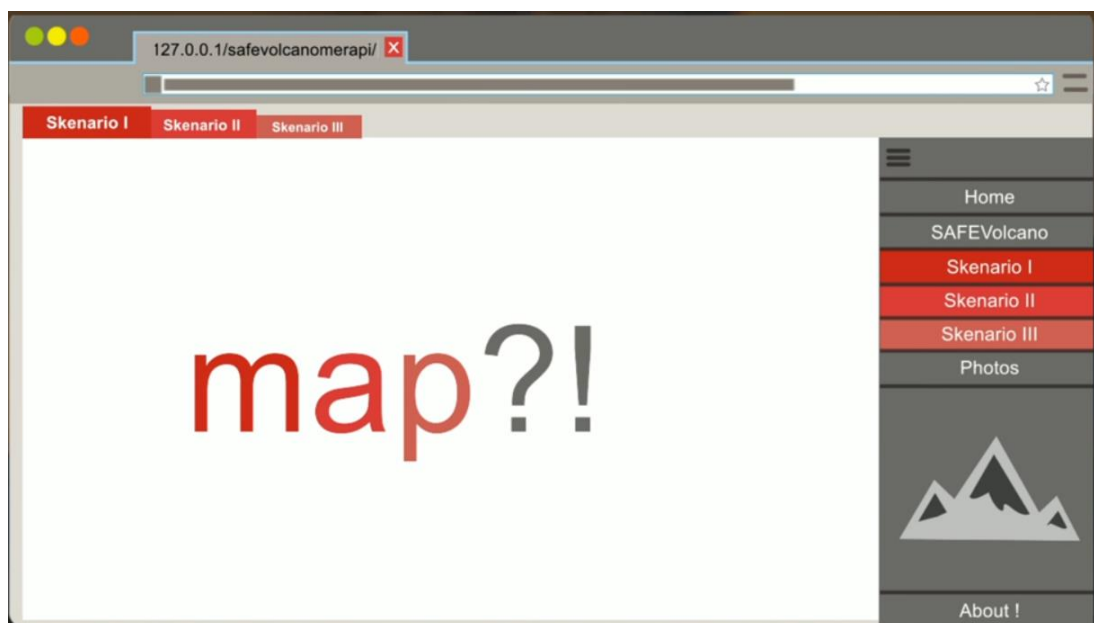 127.0.0.1/safevolcanomerapi/
Skenario I
Skenario II
Skenario III
map?!
Home
SAFEVolcano
Skenario I
Skenario II
Skenario III
Photos
About !